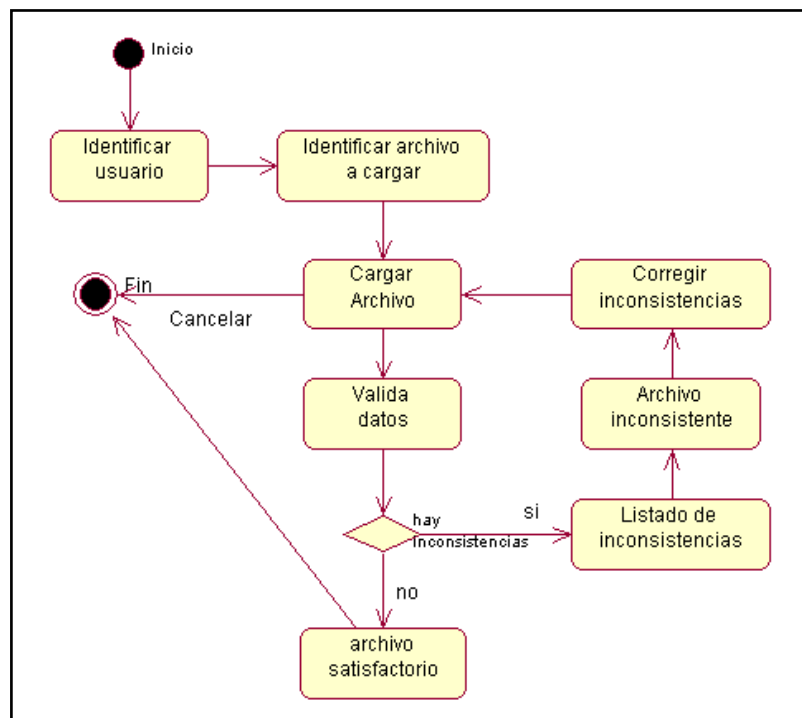 Inicio
Identificar
usuario
Identificar archivo
a cargar
Fin
Cancelar
Cargar
Archivo
Corregir
inconsistencias
Valida
datos
Archivo
inconsistente
hay
inconsistencias
si
Listado de
inconsistencias
no
archivo
satisfactorio